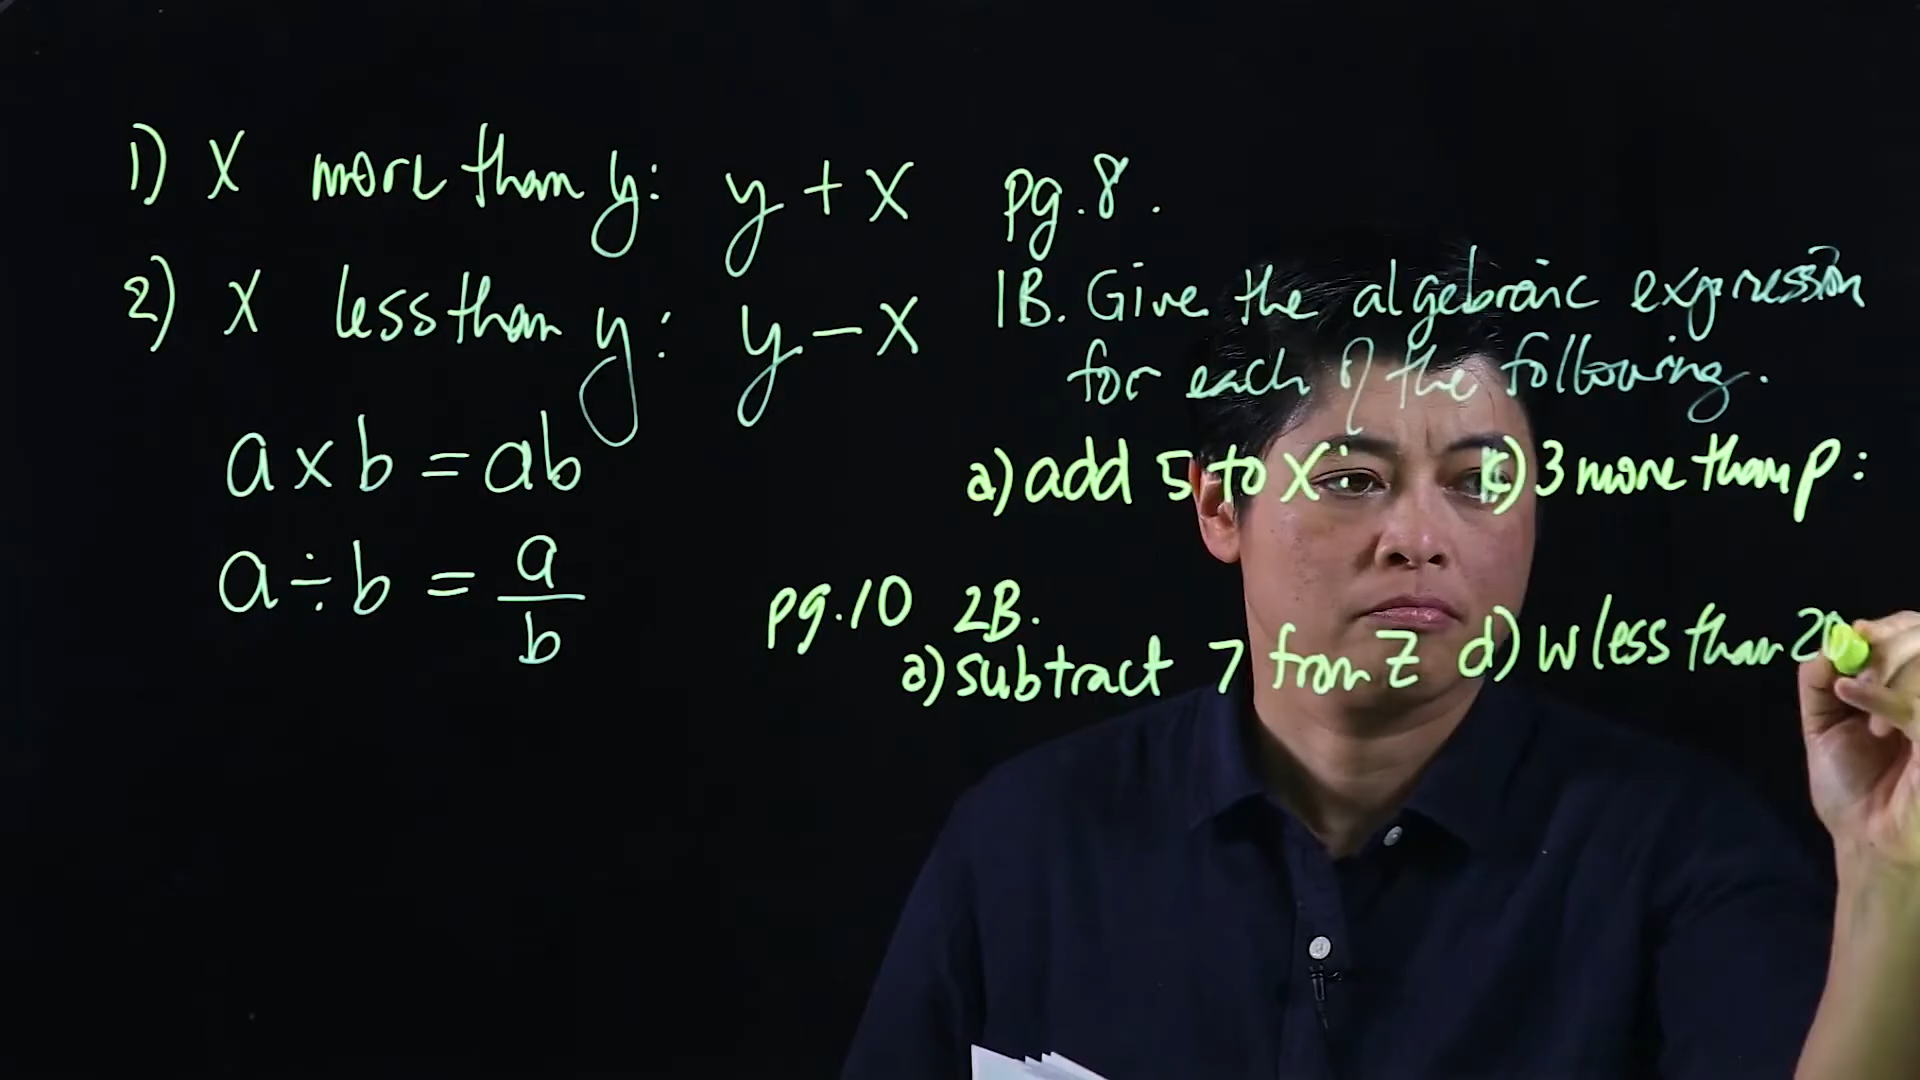 1) x more than y: y + x
2) x less than y: y - x
a x b = ab
a ÷ b = a/b
pg. 8.
1B. Give the algebraic expression
for each of the following.
a) add 5 to x: c) 3 more than p:
pg. 10 2B.
a) subtract 7 from z d) w less than 20